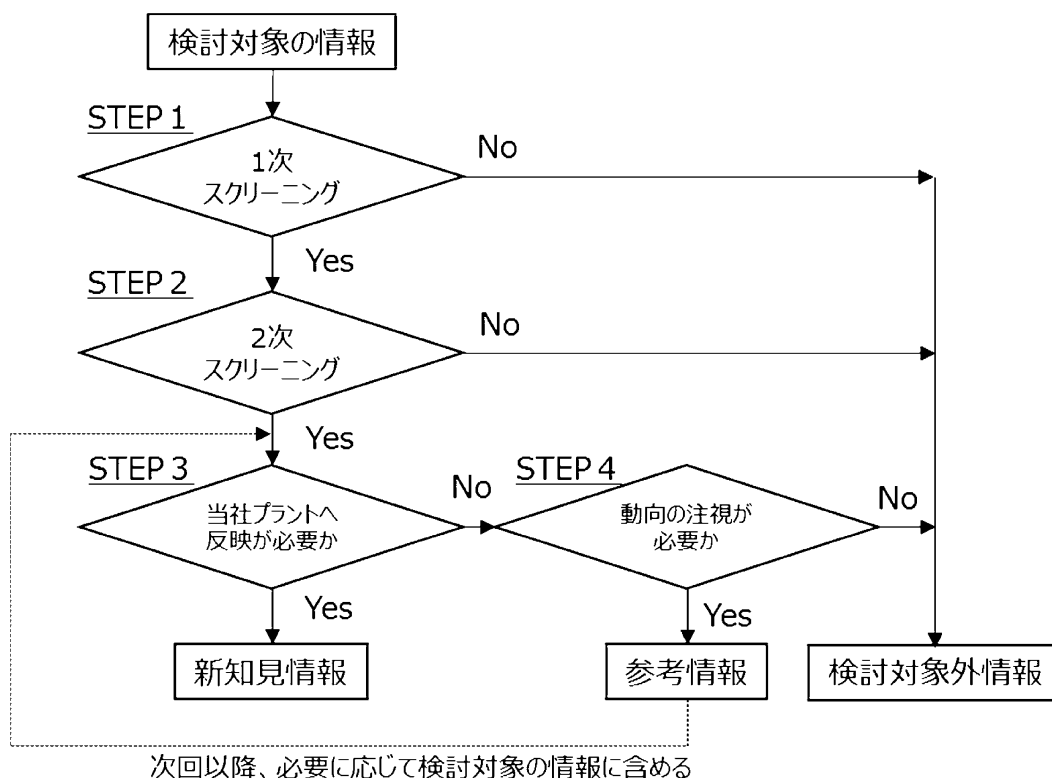 検討対象の情報
STEP 1
1次
スクリーニング
No
Yes
STEP 2
2次
スクリーニング
No
Yes
STEP 3
当社プラントへ
反映が必要か
No
STEP 4
動向の注視が
必要か
No
Yes
Yes
新知見情報
参考情報
検討対象外情報
次回以降、必要に応じて検討対象の情報に含める